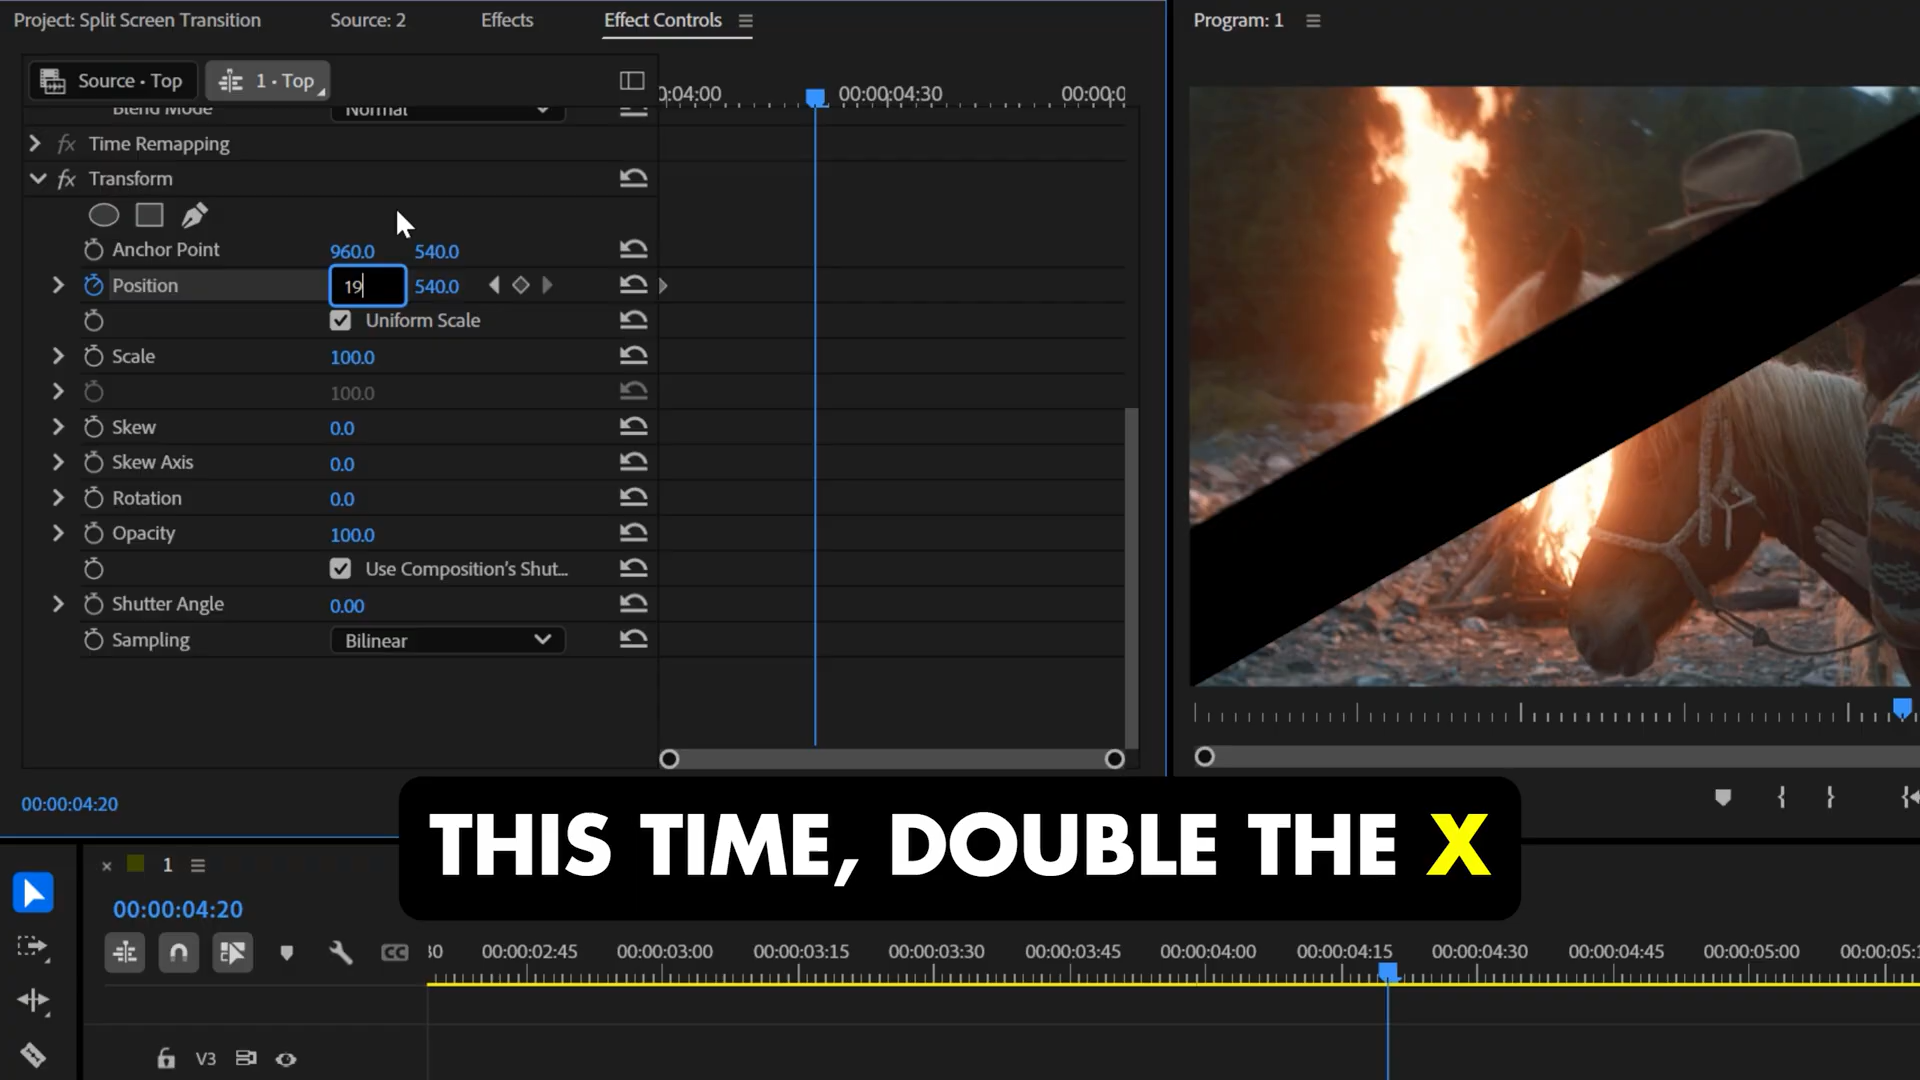 Project: Split Screen Transition
Source: 2
Effects
Effect Controls
Program: 1
Source • Top
1 • Top
00:00:04:30
Blend Mode
Normal
fx Time Remapping
fx Transform
Anchor Point 960.0 540.0
Position 19 540.0
Uniform Scale
Scale 100.0
100.0
Skew 0.0
Skew Axis 0.0
Rotation 0.0
Opacity 100.0
Use Composition's Shut...
Shutter Angle 0.00
Sampling Bilinear
00:00:04:20
THIS TIME, DOUBLE THE X
× 1
00:00:04:20
CC
00:00:02:45 00:00:03:00 00:00:03:15 00:00:03:30 00:00:03:45 00:00:04:00 00:00:04:15 00:00:04:30 00:00:04:45 00:00:05:00
V3